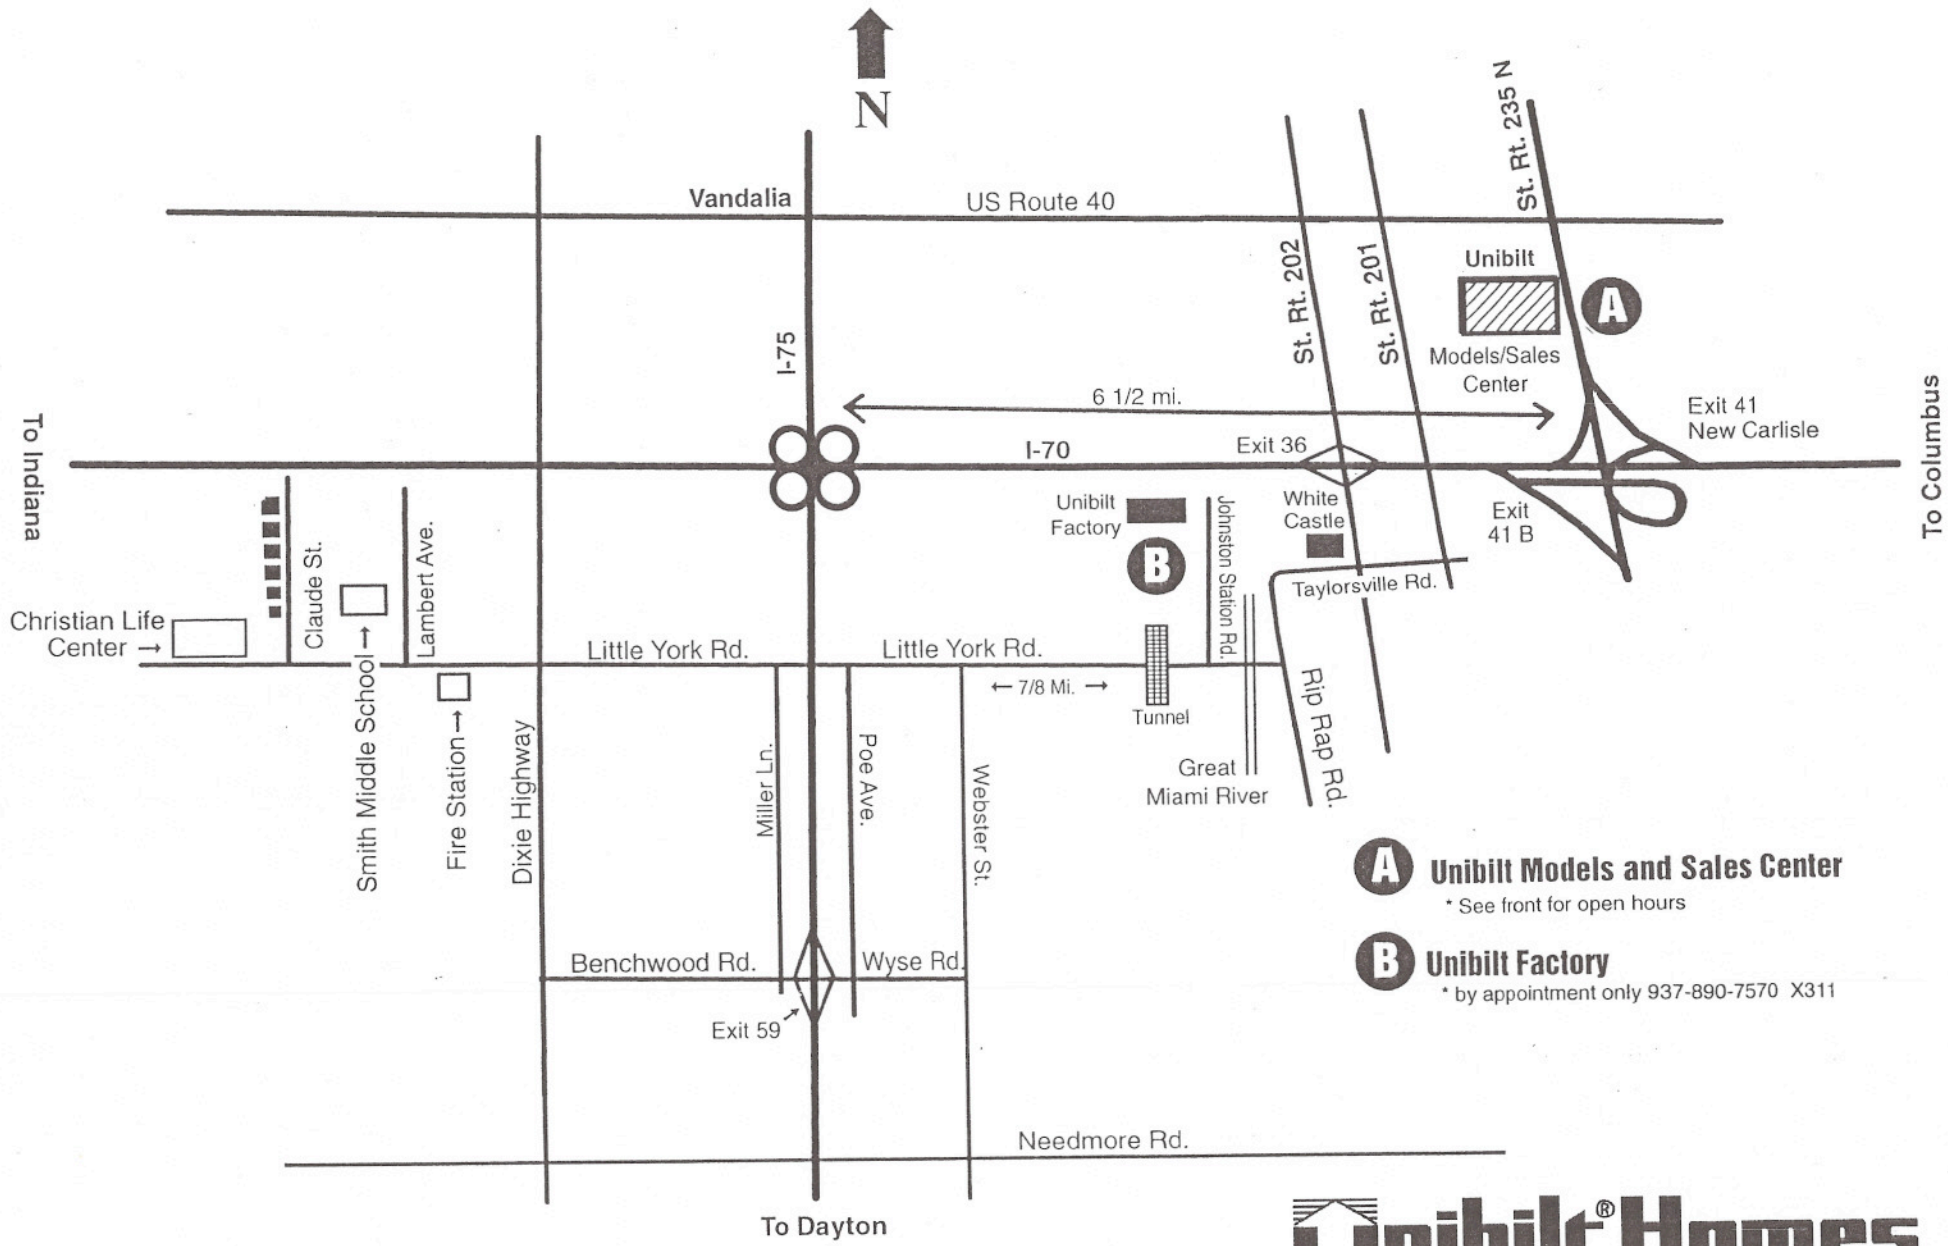 N
St. Rt. 235 N
Vandalia
US Route 40
St. Rt. 202
St. Rt. 201
Unibilt
A
Models/Sales
Center
I-75
6 1/2 mi.
To Indiana
To Columbus
Exit 41
New Carlisle
I-70
Exit 36
Unibilt
Factory
B
Johnston Station Rd.
White
Castle
Exit
41 B
Claude St.
Lambert Ave.
Taylorsville Rd.
Christian Life
Center →
Smith Middle School →
Fire Station →
Little York Rd.
Little York Rd.
← 7/8 Mi. →
Tunnel
Rip Rap Rd.
Dixie Highway
Miller Ln.
Poe Ave.
Webster St.
Great
Miami River
A Unibilt Models and Sales Center
* See front for open hours
B Unibilt Factory
* by appointment only 937-890-7570 X311
Benchwood Rd.
Wyse Rd.
Exit 59
Needmore Rd.
To Dayton
Unibilt® Homes